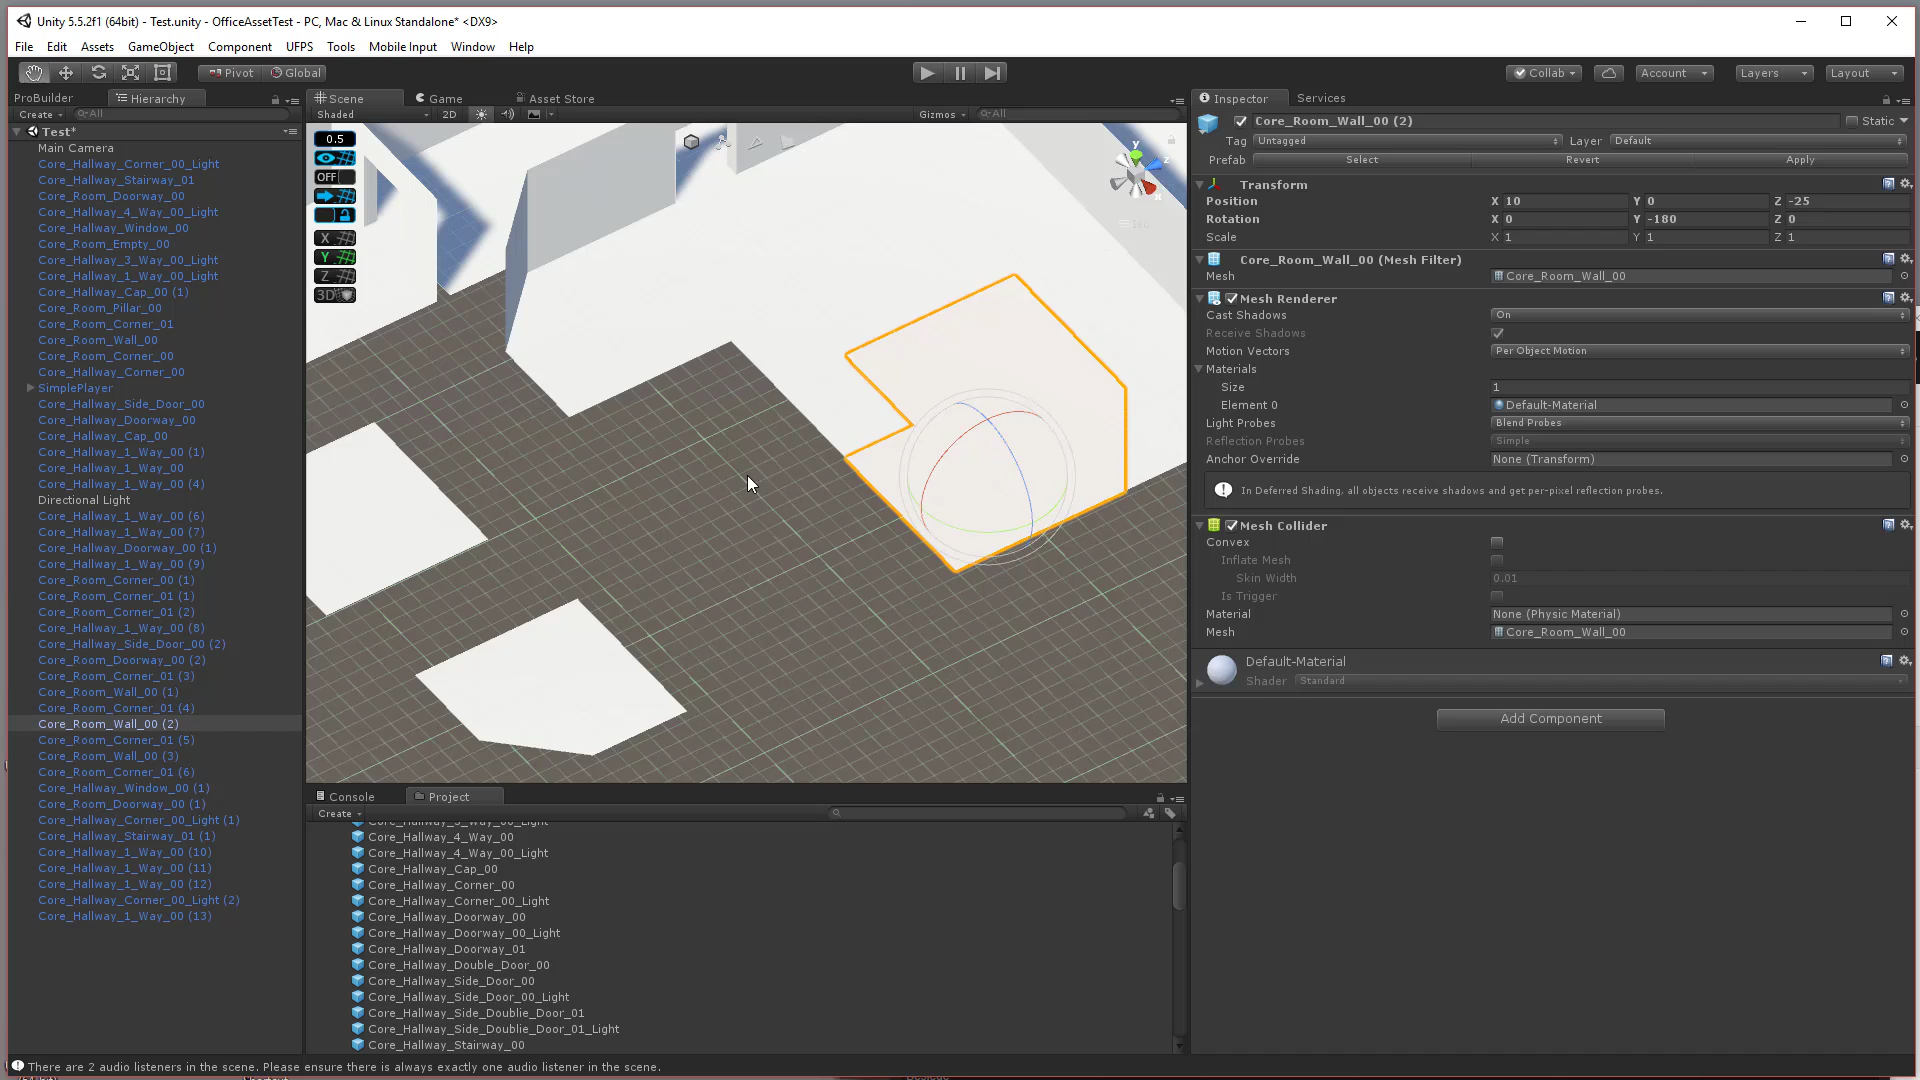 Unity 5.5.2f1 (64bit) - Test.unity - OfficeAssetTest - PC, Mac & Linux Standalone* <DX9>
File Edit Assets GameObject Component UFPS Tools Mobile Input Window Help
Pivot Global Collab Account Layers Layout
ProBuilder Hierarchy
Create All
Test*
Main Camera
Core_Hallway_Corner_00_Light
Core_Hallway_Stairway_01
Core_Room_Doorway_00
Core_Hallway_4_Way_00_Light
Core_Hallway_Window_00
Core_Room_Empty_00
Core_Hallway_3_Way_00_Light
Core_Hallway_1_Way_00_Light
Core_Hallway_Cap_00 (1)
Core_Room_Pillar_00
Core_Room_Corner_01
Core_Room_Wall_00
Core_Room_Corner_00
Core_Hallway_Corner_00
SimplePlayer
Core_Hallway_Side_Door_00
Core_Hallway_Doorway_00
Core_Hallway_Cap_00
Core_Hallway_1_Way_00 (1)
Core_Hallway_1_Way_00
Core_Hallway_1_Way_00 (4)
Directional Light
Core_Hallway_1_Way_00 (6)
Core_Hallway_1_Way_00 (7)
Core_Hallway_Doorway_00 (1)
Core_Hallway_1_Way_00 (9)
Core_Room_Corner_00 (1)
Core_Room_Corner_01 (1)
Core_Room_Corner_01 (2)
Core_Hallway_1_Way_00 (8)
Core_Hallway_Side_Door_00 (2)
Core_Room_Doorway_00 (2)
Core_Room_Corner_01 (3)
Core_Room_Wall_00 (1)
Core_Room_Corner_01 (4)
Core_Room_Wall_00 (2)
Core_Room_Corner_01 (5)
Core_Room_Wall_00 (3)
Core_Room_Corner_01 (6)
Core_Hallway_Window_00 (1)
Core_Room_Doorway_00 (1)
Core_Hallway_Corner_00_Light (1)
Core_Hallway_Stairway_01 (1)
Core_Hallway_1_Way_00 (10)
Core_Hallway_1_Way_00 (11)
Core_Hallway_1_Way_00 (12)
Core_Hallway_Corner_00_Light (2)
Core_Hallway_1_Way_00 (13)
Scene Game Asset Store
Shaded 2D Gizmos All
0.5
OFF
X
Y
Z
3D
y
z
x
Console Project
Create
Core_Hallway_3_Way_00_Light
Core_Hallway_4_Way_00
Core_Hallway_4_Way_00_Light
Core_Hallway_Cap_00
Core_Hallway_Corner_00
Core_Hallway_Corner_00_Light
Core_Hallway_Doorway_00
Core_Hallway_Doorway_00_Light
Core_Hallway_Doorway_01
Core_Hallway_Double_Door_00
Core_Hallway_Side_Door_00
Core_Hallway_Side_Door_00_Light
Core_Hallway_Side_Doublie_Door_01
Core_Hallway_Side_Doublie_Door_01_Light
Core_Hallway_Stairway_00
Inspector Services
Core_Room_Wall_00 (2) Static
Tag Untagged Layer Default
Prefab Select Revert Apply
Transform
Position X 10 Y 0 Z -25
Rotation X 0 Y -180 Z 0
Scale X 1 Y 1 Z 1
Core_Room_Wall_00 (Mesh Filter)
Mesh Core_Room_Wall_00
Mesh Renderer
Cast Shadows On
Receive Shadows
Motion Vectors Per Object Motion
Materials
Size 1
Element 0 Default-Material
Light Probes Blend Probes
Reflection Probes Simple
Anchor Override None (Transform)
In Deferred Shading, all objects receive shadows and get per-pixel reflection probes.
Mesh Collider
Convex
Inflate Mesh
Skin Width 0.01
Is Trigger
Material None (Physic Material)
Mesh Core_Room_Wall_00
Default-Material
Shader Standard
Add Component
There are 2 audio listeners in the scene. Please ensure there is always exactly one audio listener in the scene.